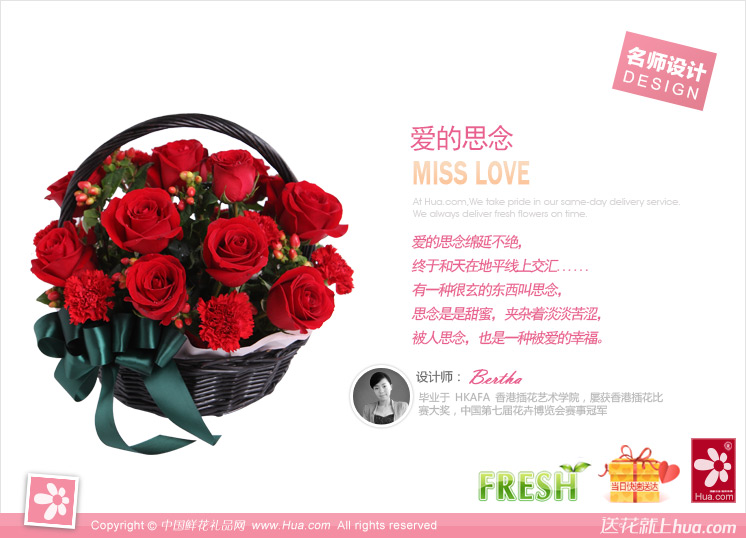 名师设计
DESIGN
爱的思念
MISS LOVE
At Hua.com,We take pride in our same-day delivery service.
We always deliver fresh flowers on time.
爱的思念绵延不绝,
终于和天在地平线上交汇......
有一种很玄的东西叫思念,
思念是是甜蜜，夹杂着淡淡苦涩,
被人思念，也是一种被爱的幸福。
设计师： Bertha
毕业于 HKAFA 香港插花艺术学院，屡获香港插花比
赛大奖，中国第七届花卉博览会赛事冠军
FRESH
当日快速送达
Hua.com
Copyright © 中国鲜花礼品网 www.Hua.com All rights reserved
送花就上hua.com